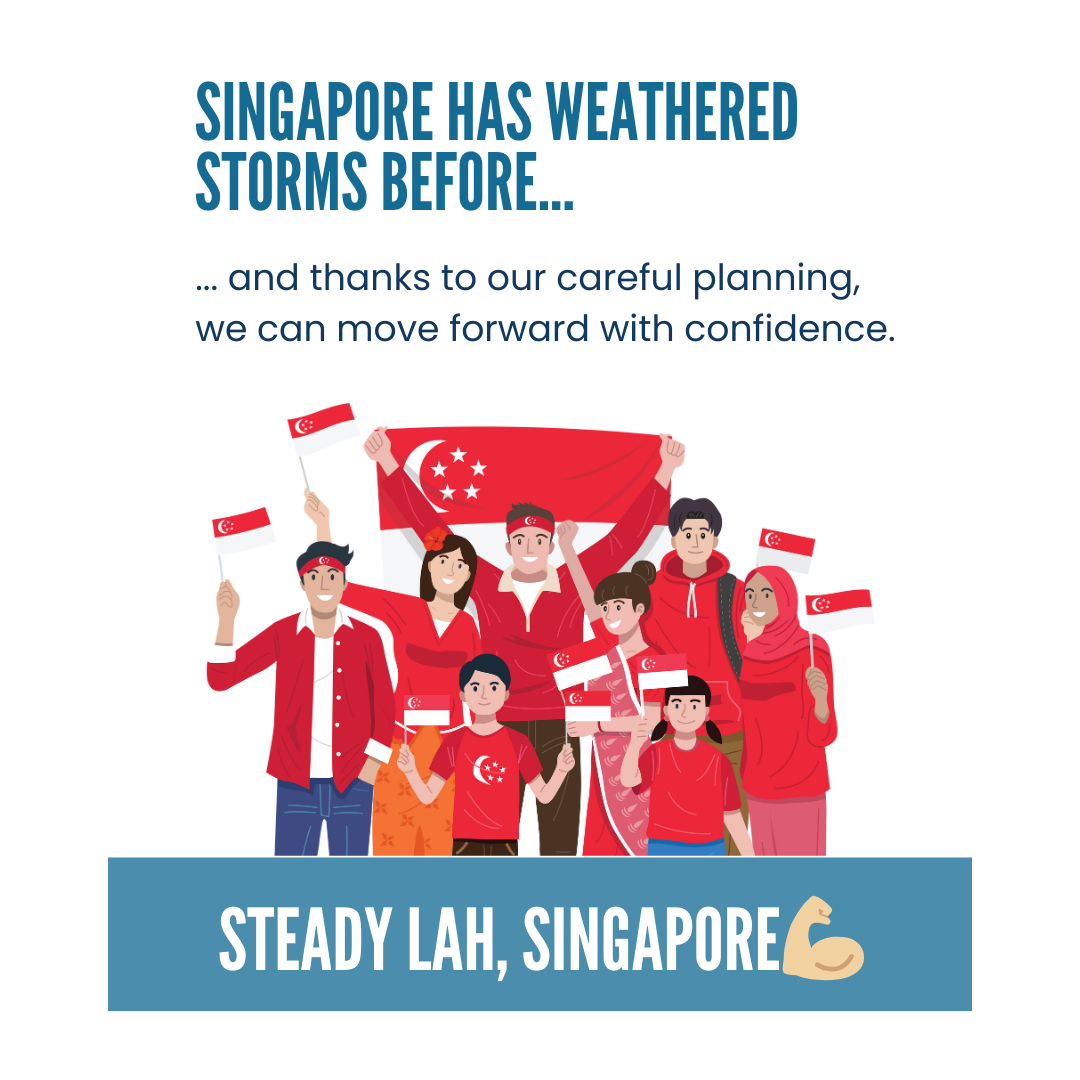 SINGAPORE HAS WEATHERED
STORMS BEFORE...
... and thanks to our careful planning,
we can move forward with confidence.
STEADY LAH, SINGAPORE💪🏼